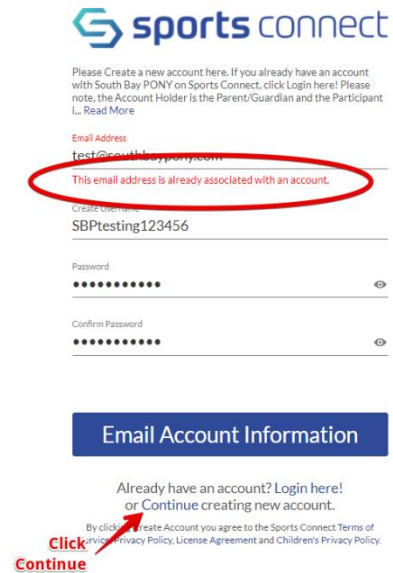 sports connect
Please Create a new account here. If you already have an account
with South Bay PONY on Sports Connect, click Login here! Please
note, the Account Holder is the Parent/Guardian and the Participant
i... Read More
Email Address
test@southbaypony.com
This email address is already associated with an account.
Create Username
SBPtesting123456
Password
●●●●●●●●●●●
Confirm Password
●●●●●●●●●●●
Email Account Information
Already have an account? Login here!
or Continue creating new account.
By clicking Create Account you agree to the Sports Connect Terms of
Service, Privacy Policy, License Agreement and Children's Privacy Policy.
Click
Continue